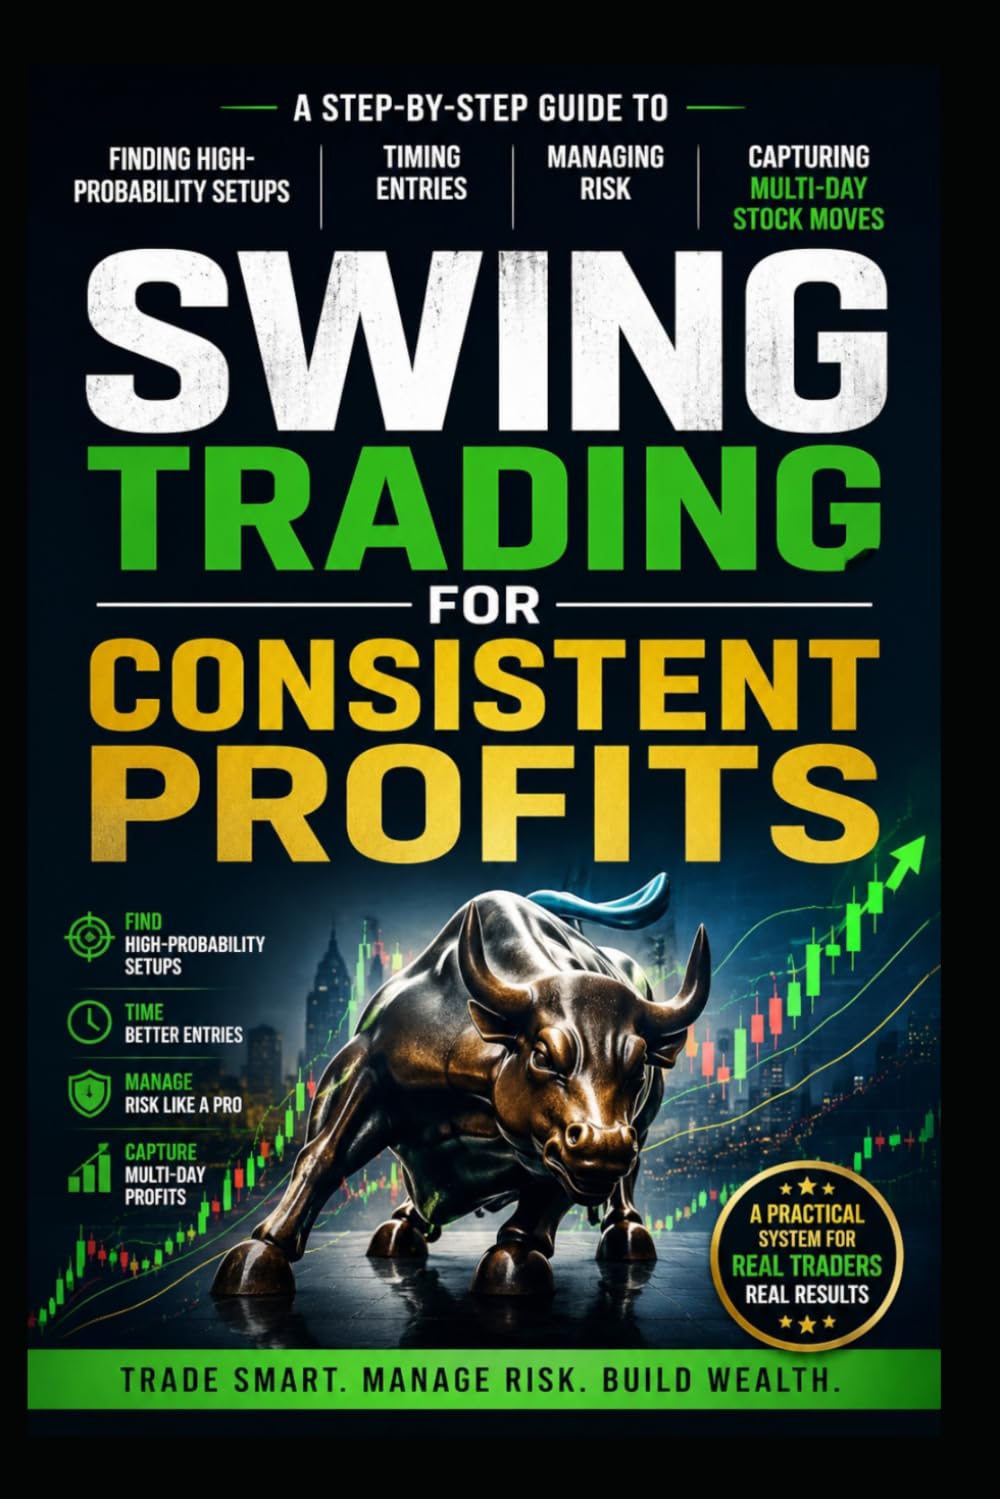 A STEP-BY-STEP GUIDE TO
FINDING HIGH-
PROBABILITY SETUPS
TIMING
ENTRIES
MANAGING
RISK
CAPTURING
MULTI-DAY
STOCK MOVES
SWING
TRADING
FOR
CONSISTENT
PROFITS
FIND
HIGH-PROBABILITY
SETUPS
TIME
BETTER ENTRIES
MANAGE
RISK LIKE A PRO
CAPTURE
MULTI-DAY
PROFITS
A PRACTICAL
SYSTEM FOR
REAL TRADERS
REAL RESULTS
TRADE SMART. MANAGE RISK. BUILD WEALTH.